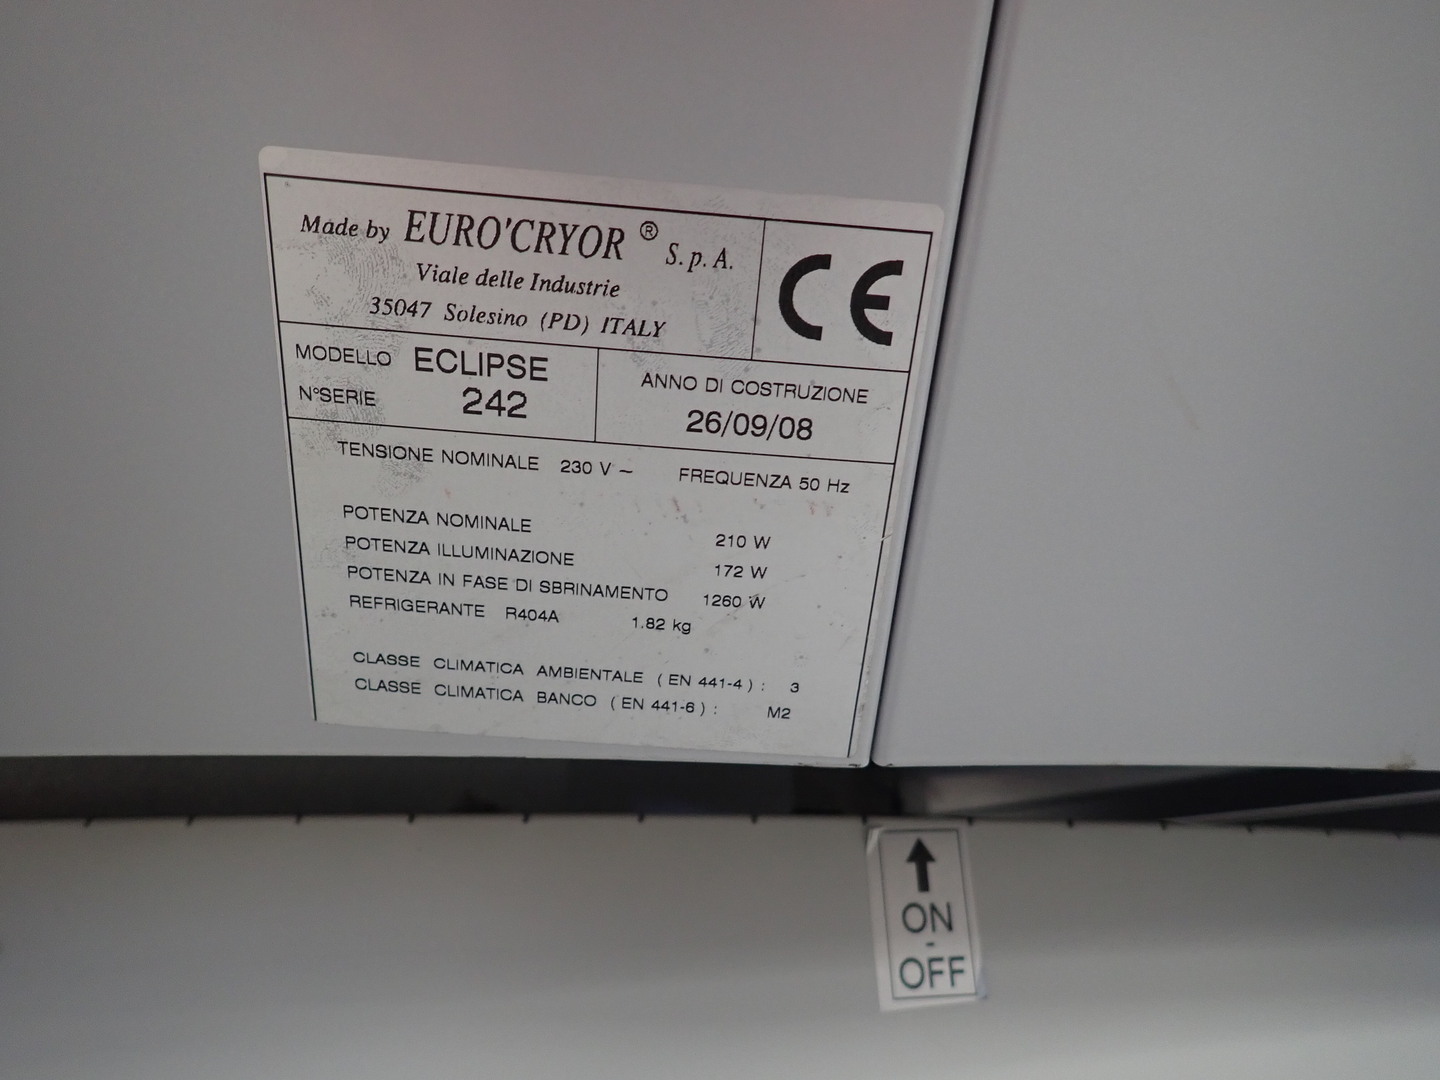 Made by EURO'CRYOR ® S.p.A.
Viale delle Industrie
35047 Solesino (PD) ITALY
CE
MODELLO ECLIPSE
N°SERIE 242
ANNO DI COSTRUZIONE
26/09/08
TENSIONE NOMINALE 230 V ~ FREQUENZA 50 Hz
POTENZA NOMINALE 210 W
POTENZA ILLUMINAZIONE 172 W
POTENZA IN FASE DI SBRINAMENTO 1260 W
REFRIGERANTE R404A 1.82 kg
CLASSE CLIMATICA AMBIENTALE ( EN 441-4 ) : 3
CLASSE CLIMATICA BANCO ( EN 441-6 ) : M2
ON
-
OFF